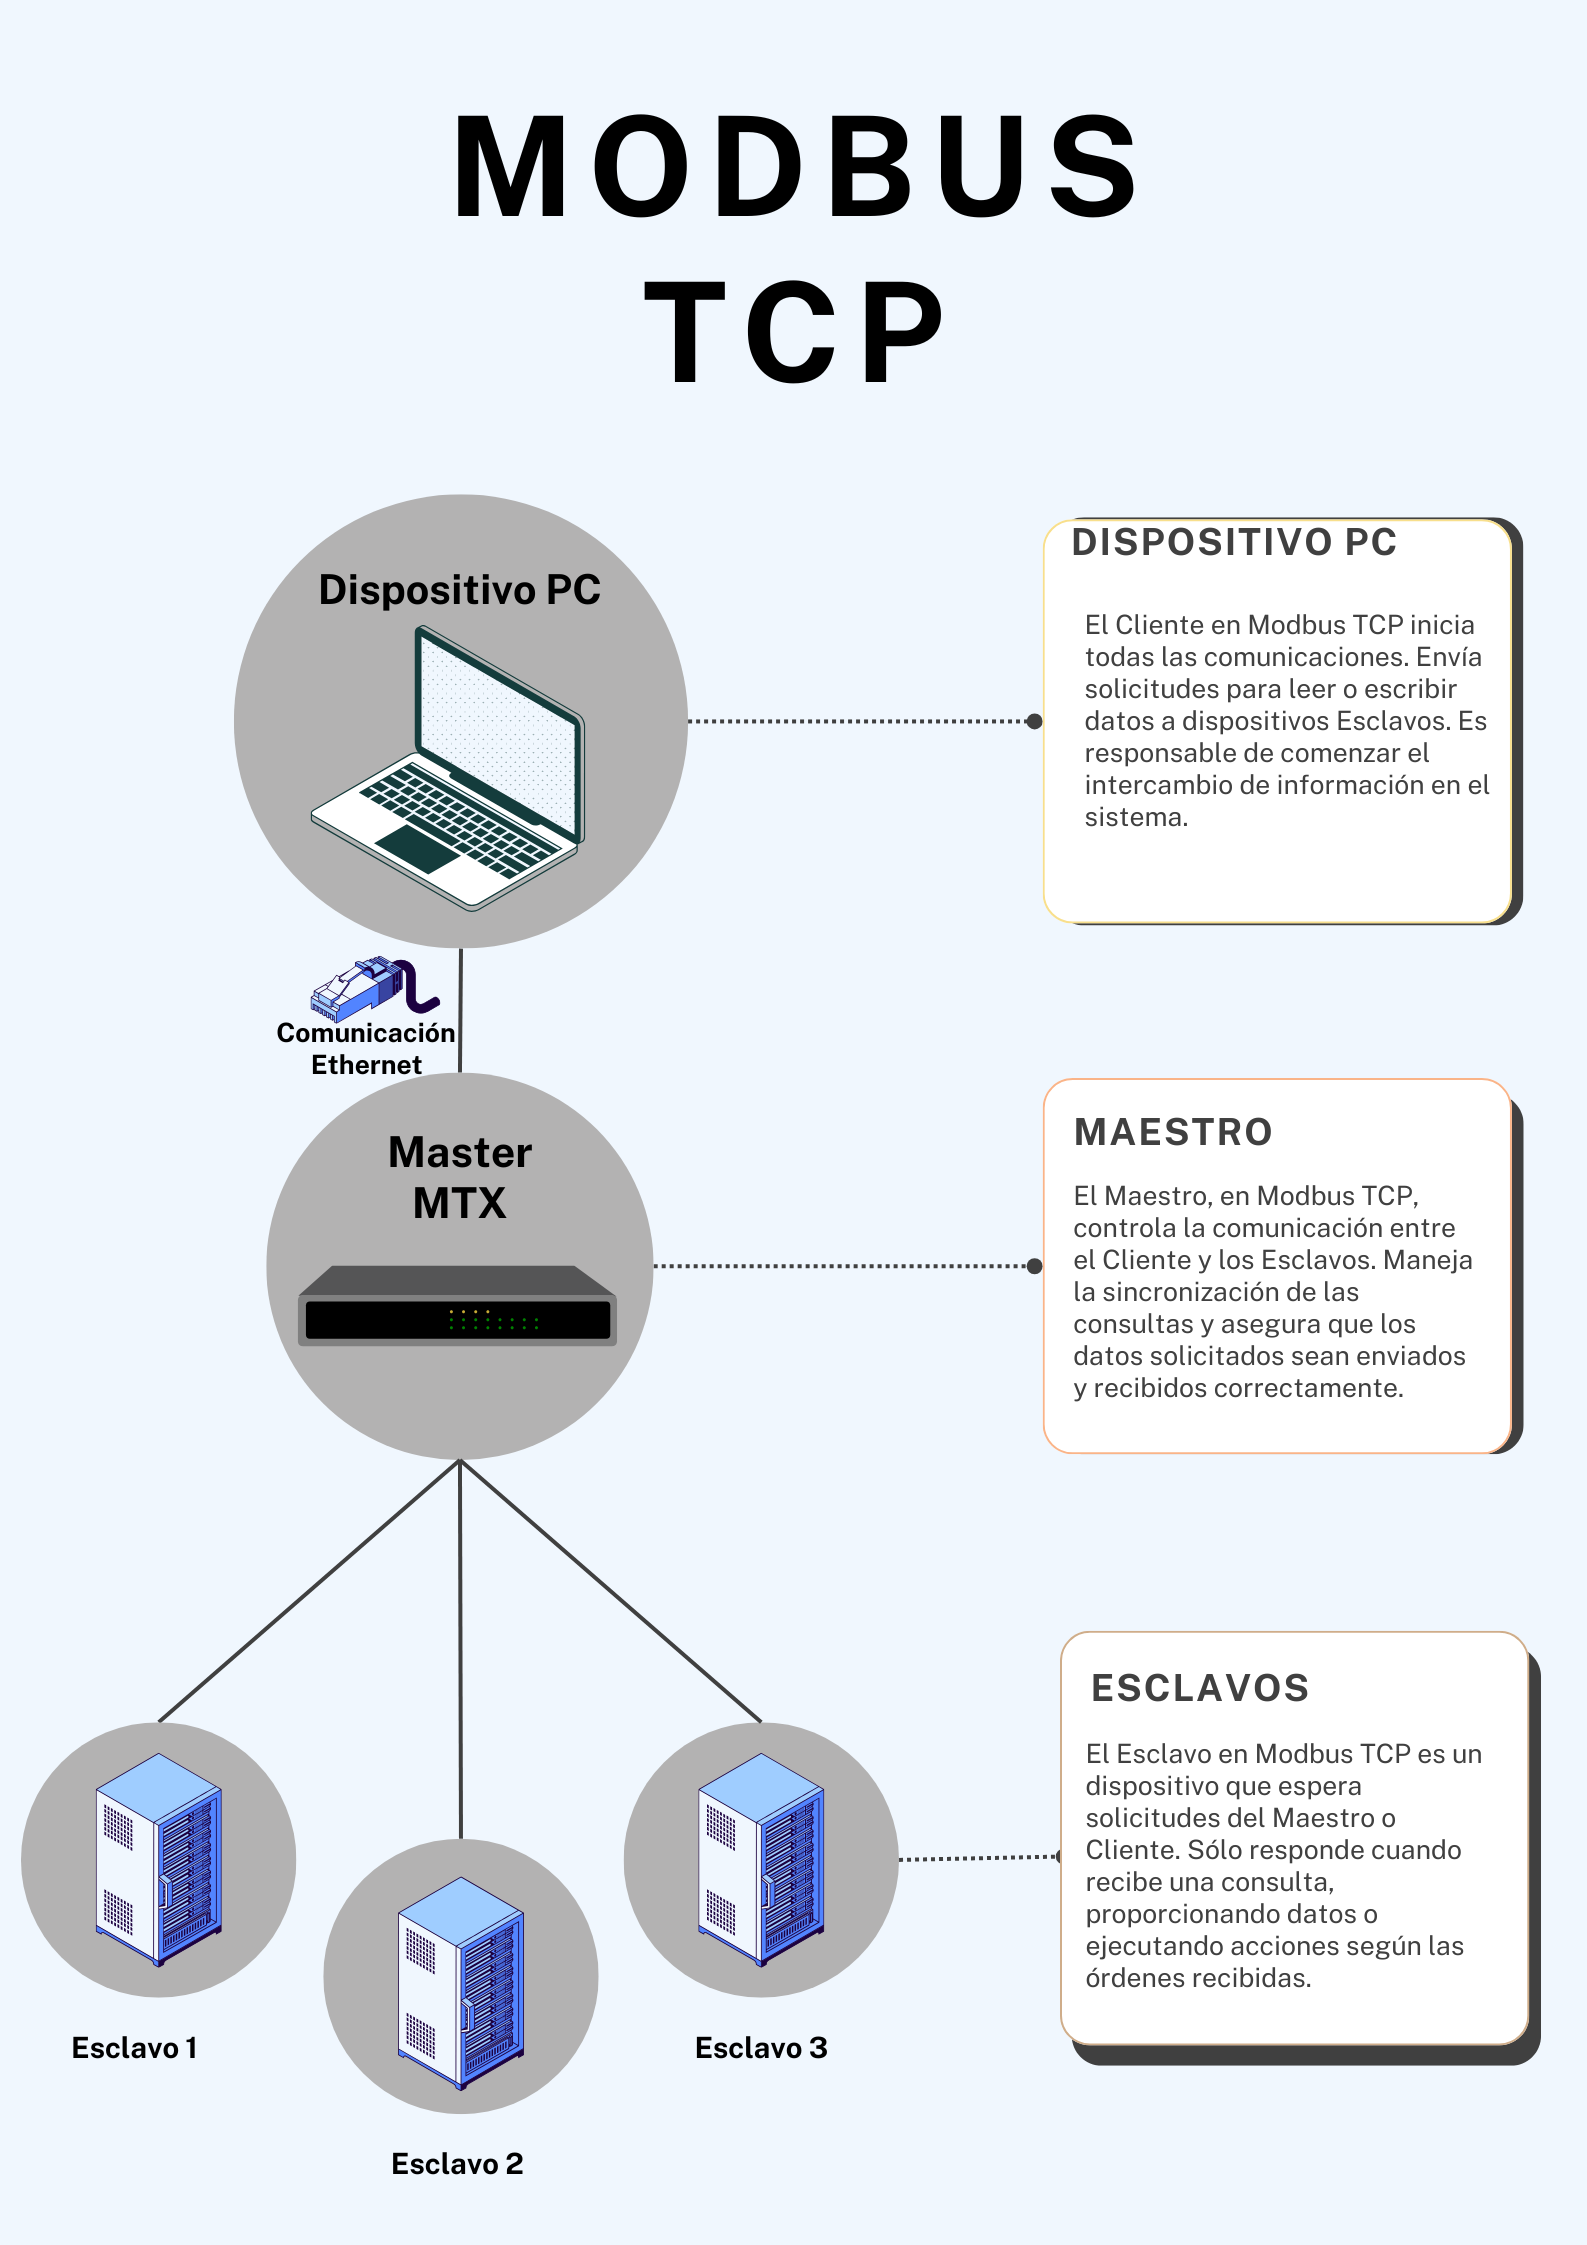 MODBUS
TCP
Dispositivo PC
DISPOSITIVO PC
El Cliente en Modbus TCP inicia
todas las comunicaciones. Envía
solicitudes para leer o escribir
datos a dispositivos Esclavos. Es
responsable de comenzar el
intercambio de información en el
sistema.
Comunicación
Ethernet
Master
MTX
MAESTRO
El Maestro, en Modbus TCP,
controla la comunicación entre
el Cliente y los Esclavos. Maneja
la sincronización de las
consultas y asegura que los
datos solicitados sean enviados
y recibidos correctamente.
ESCLAVOS
El Esclavo en Modbus TCP es un
dispositivo que espera
solicitudes del Maestro o
Cliente. Sólo responde cuando
recibe una consulta,
proporcionando datos o
ejecutando acciones según las
órdenes recibidas.
Esclavo 1
Esclavo 3
Esclavo 2